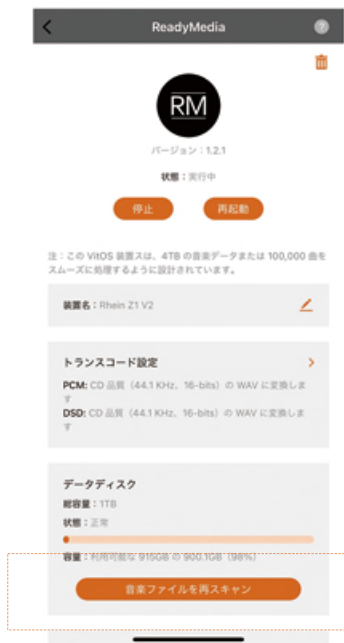 ReadyMedia
?
RM
バージョン：1.2.1
状態：実行中
停止 再起動
注：この VitOS 装置スは、4TB の音楽データまたは 100,000 曲を
スムーズに処理するように設計されています。
装置名：Rhein Z1 V2
トランスコード設定
PCM: CD 品質（44.1 KHz、16-bits）の WAV に変換しま
す
DSD: CD 品質（44.1 KHz、16-bits）の WAV に変換しま
す
データディスク
総容量：1TB
状態：正常
容量：利用可能な 915GB の 900.1GB（98%）
音楽ファイルを再スキャン